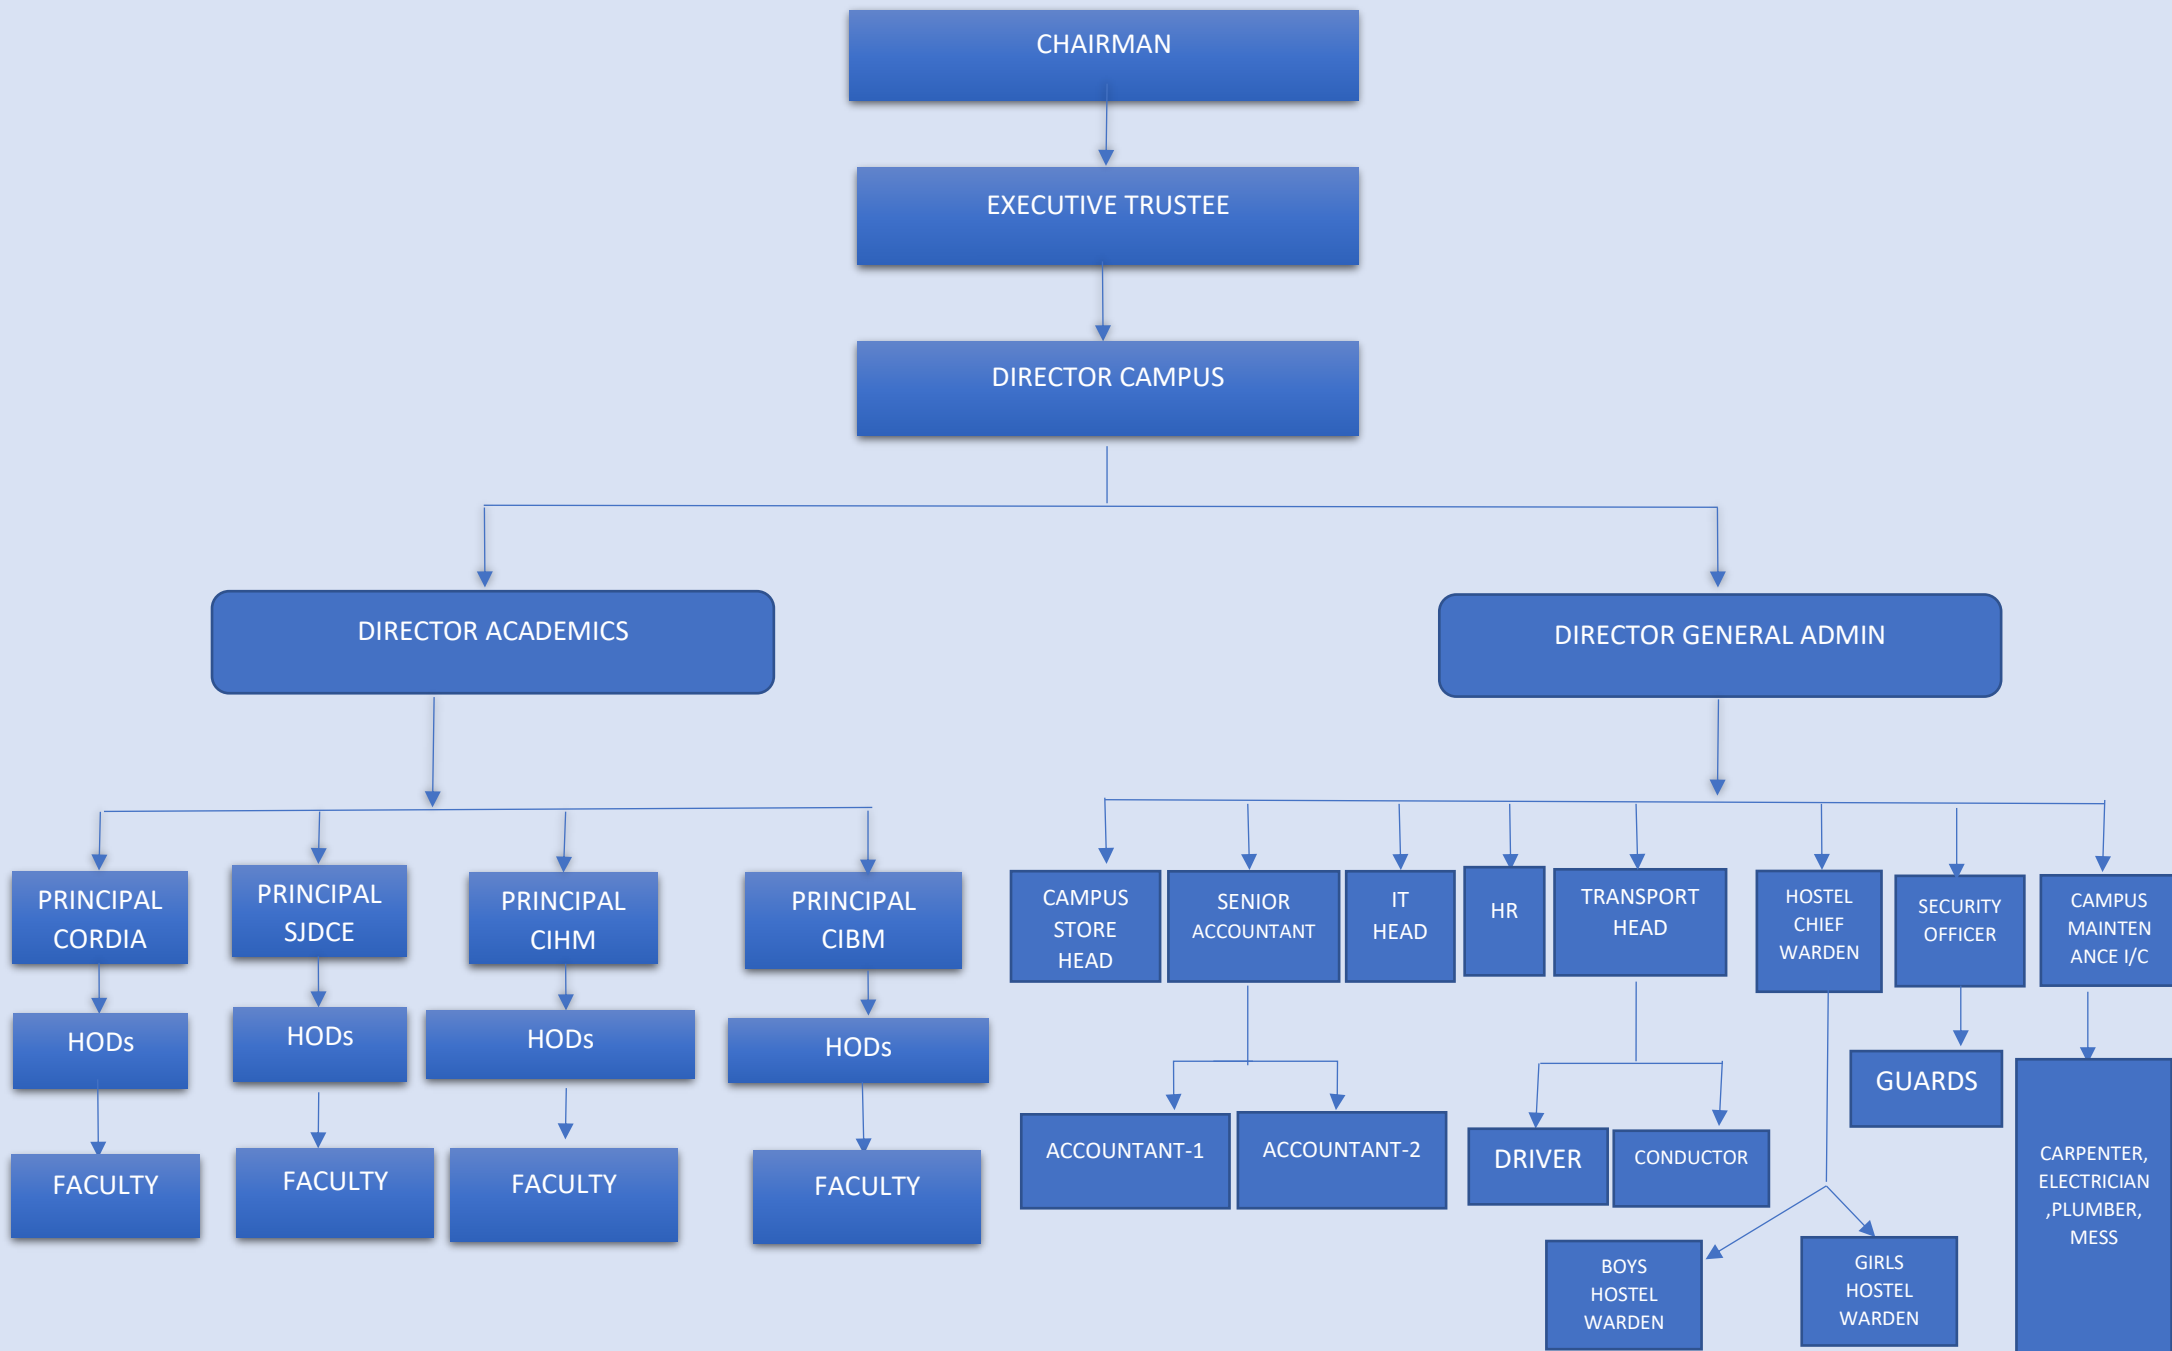 CHAIRMAN
EXECUTIVE TRUSTEE
DIRECTOR CAMPUS
DIRECTOR ACADEMICS
DIRECTOR GENERAL ADMIN
PRINCIPAL
CORDIA
PRINCIPAL
SJDCE
PRINCIPAL
CIHM
PRINCIPAL
CIBM
CAMPUS
STORE
HEAD
SENIOR
ACCOUNTANT
IT
HEAD
HR
TRANSPORT
HEAD
HOSTEL
CHIEF
WARDEN
SECURITY
OFFICER
CAMPUS
MAINTEN
ANCE I/C
HODs
HODs
HODs
HODs
GUARDS
FACULTY
FACULTY
FACULTY
FACULTY
ACCOUNTANT-1
ACCOUNTANT-2
DRIVER
CONDUCTOR
CARPENTER,
ELECTRICIAN
,PLUMBER,
MESS
BOYS
HOSTEL
WARDEN
GIRLS
HOSTEL
WARDEN